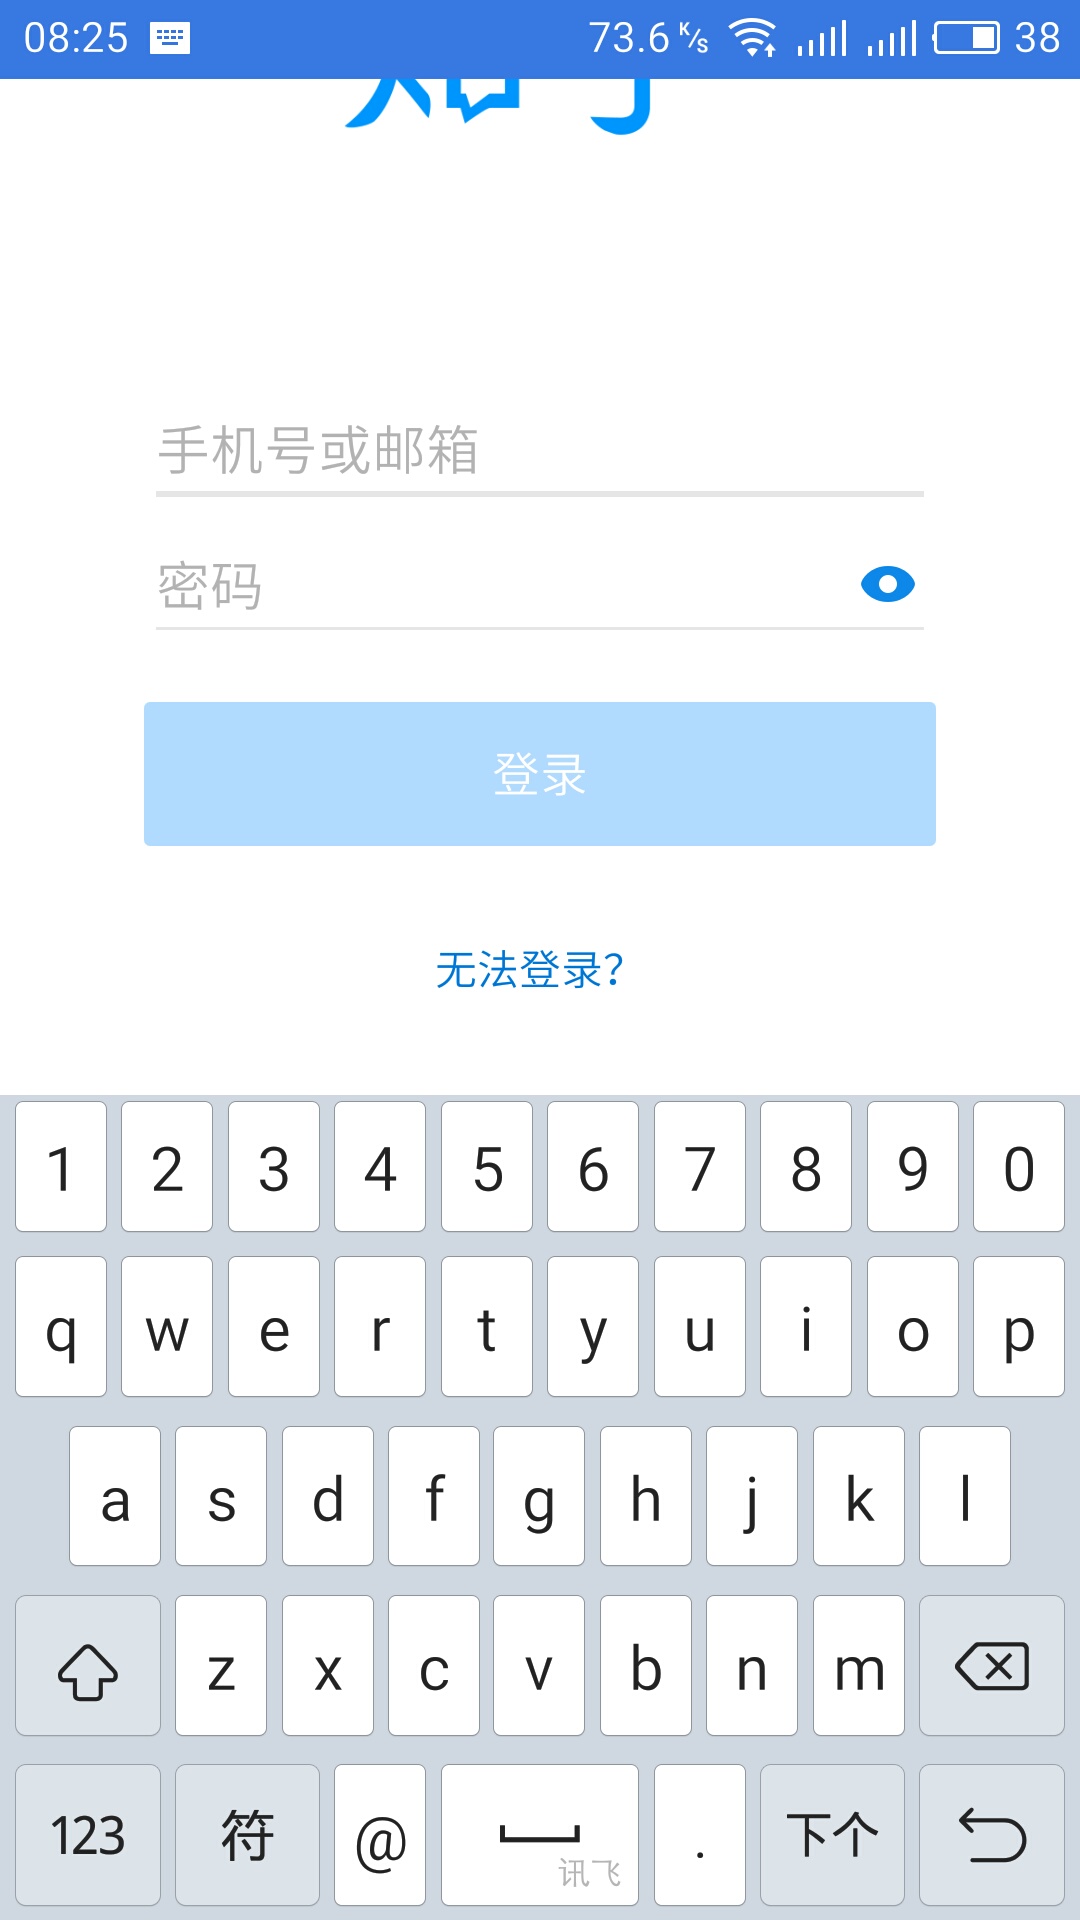 08:25 73.6 K/s 38
手机号或邮箱
密码
登录
无法登录?
1 2 3 4 5 6 7 8 9 0
q w e r t y u i o p
a s d f g h j k l
z x c v b n m
123 符 @ 讯飞 . 下个